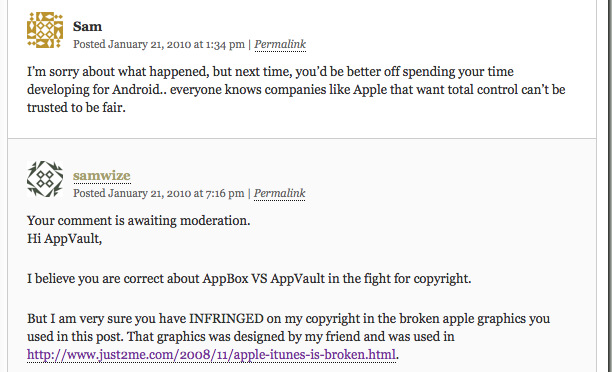 Sam
Posted January 21, 2010 at 1:34 pm | Permalink
I'm sorry about what happened, but next time, you'd be better off spending your time
developing for Android.. everyone knows companies like Apple that want total control can't be
trusted to be fair.
samwize
Posted January 21, 2010 at 7:16 pm | Permalink
Your comment is awaiting moderation.
Hi AppVault,
I believe you are correct about AppBox VS AppVault in the fight for copyright.
But I am very sure you have INFRINGED on my copyright in the broken apple graphics you
used in this post. That graphics was designed by my friend and was used in
http://www.just2me.com/2008/11/apple-itunes-is-broken.html.